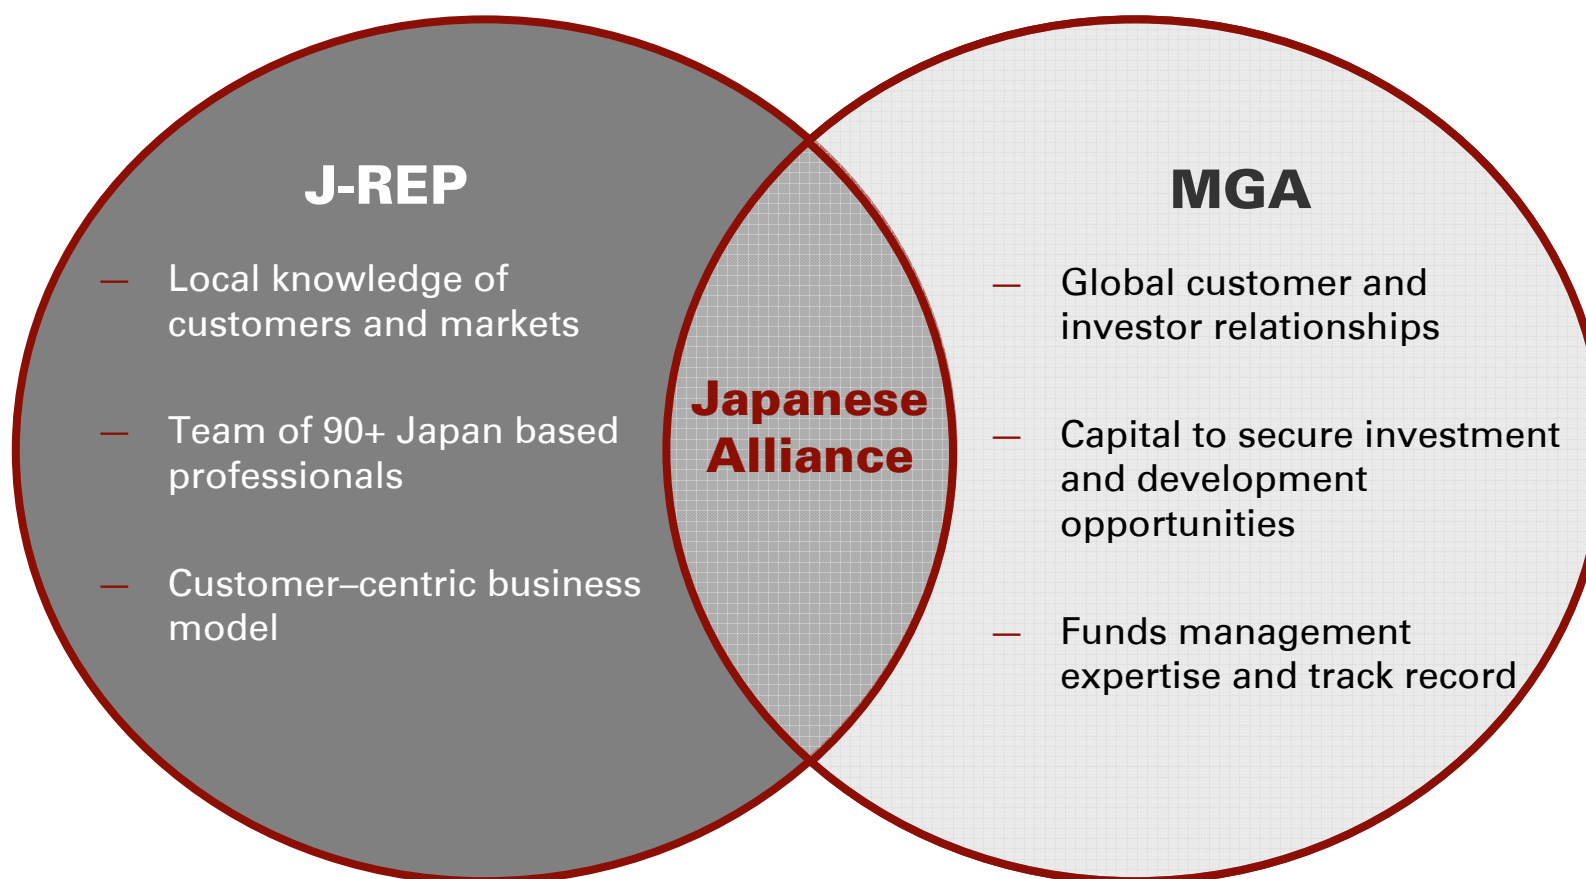 J-REP
— Local knowledge of
customers and markets
— Team of 90+ Japan based
professionals
— Customer–centric business
model
Japanese
Alliance
MGA
— Global customer and
investor relationships
— Capital to secure investment
and development
opportunities
— Funds management
expertise and track record